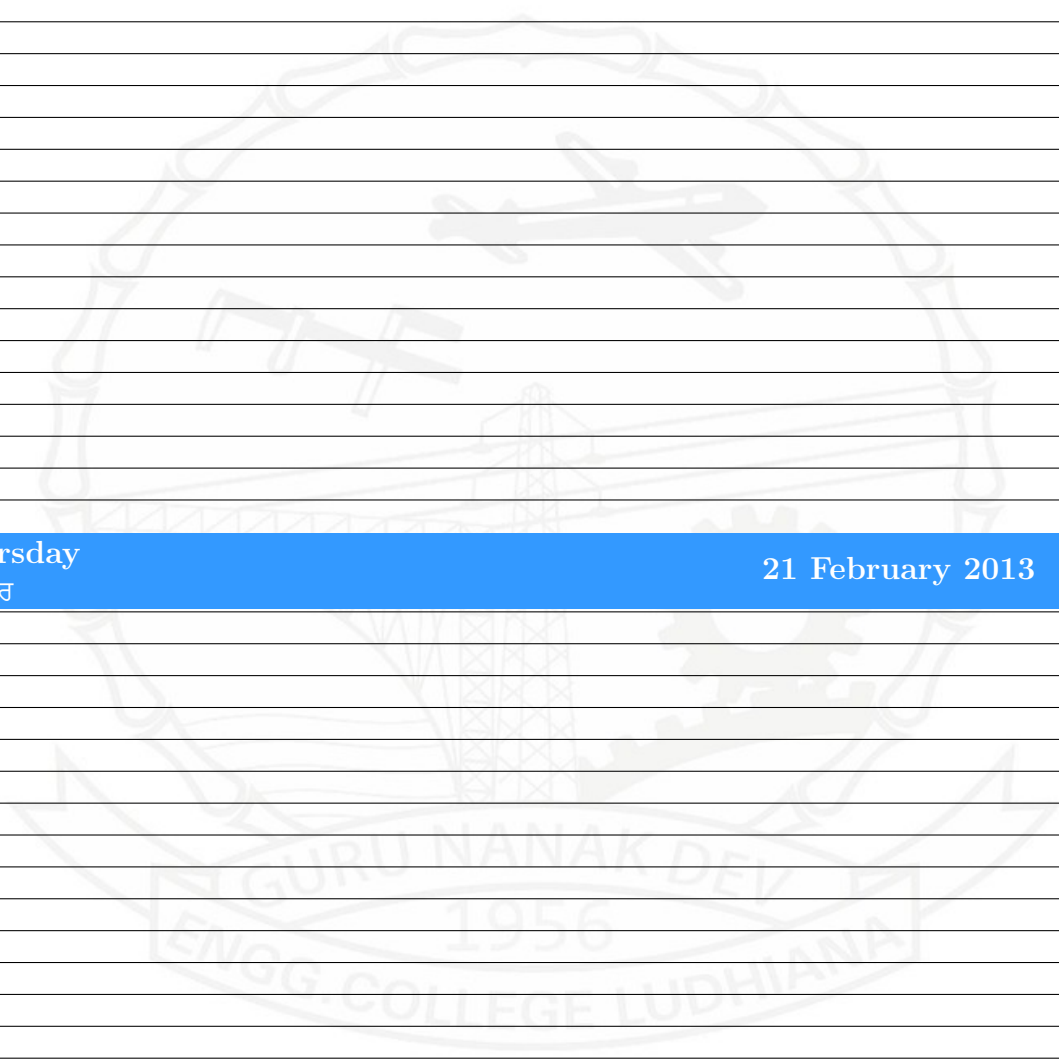 rsday
ਰ
21 February 2013
GURU NANAK DEV
1956
ENGG.COLLEGE LUDHIANA